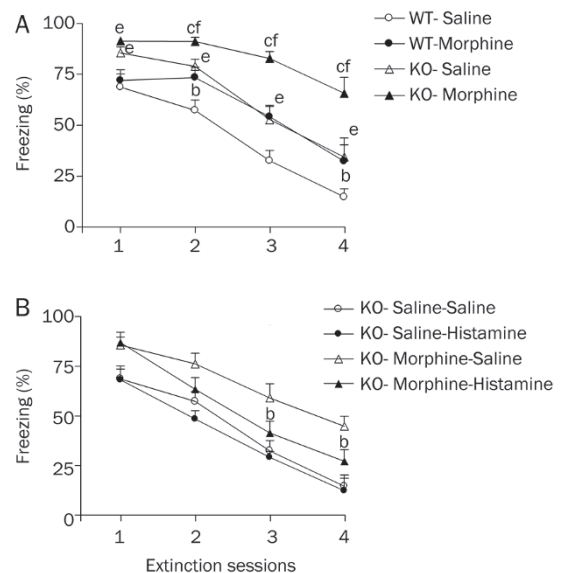 A
100
75
50
25
0
Freezing (%)
e
cf
cf
cf
e
e
b
e
e
b
1
2
3
4
WT- Saline
WT-Morphine
KO- Saline
KO- Morphine
B
100
75
50
25
0
Freezing (%)
b
b
1
2
3
4
Extinction sessions
KO- Saline-Saline
KO- Saline-Histamine
KO- Morphine-Saline
KO- Morphine-Histamine